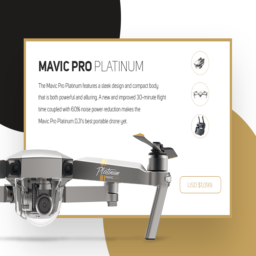 MAVIC PRO PLATINUM
The Mavic Pro Platinum features a sleek design and compact body
that is both powerful and alluring. A new and improved 30-minute flight
time coupled with 60% noise power reduction makes the
Mavic Pro Platinum DJI's best portable drone yet.
USD $1099
Platinum